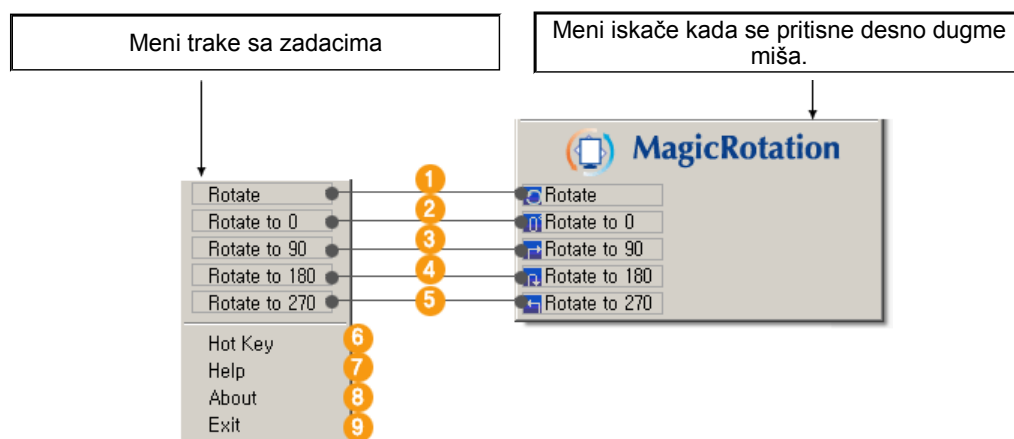 Meni trake sa zadacima
Meni iskače kada se pritisne desno dugme
miša.
MagicRotation
Rotate 1 Rotate
Rotate to 0 2 Rotate to 0
Rotate to 90 3 Rotate to 90
Rotate to 180 4 Rotate to 180
Rotate to 270 5 Rotate to 270
Hot Key 6
Help 7
About 8
Exit 9